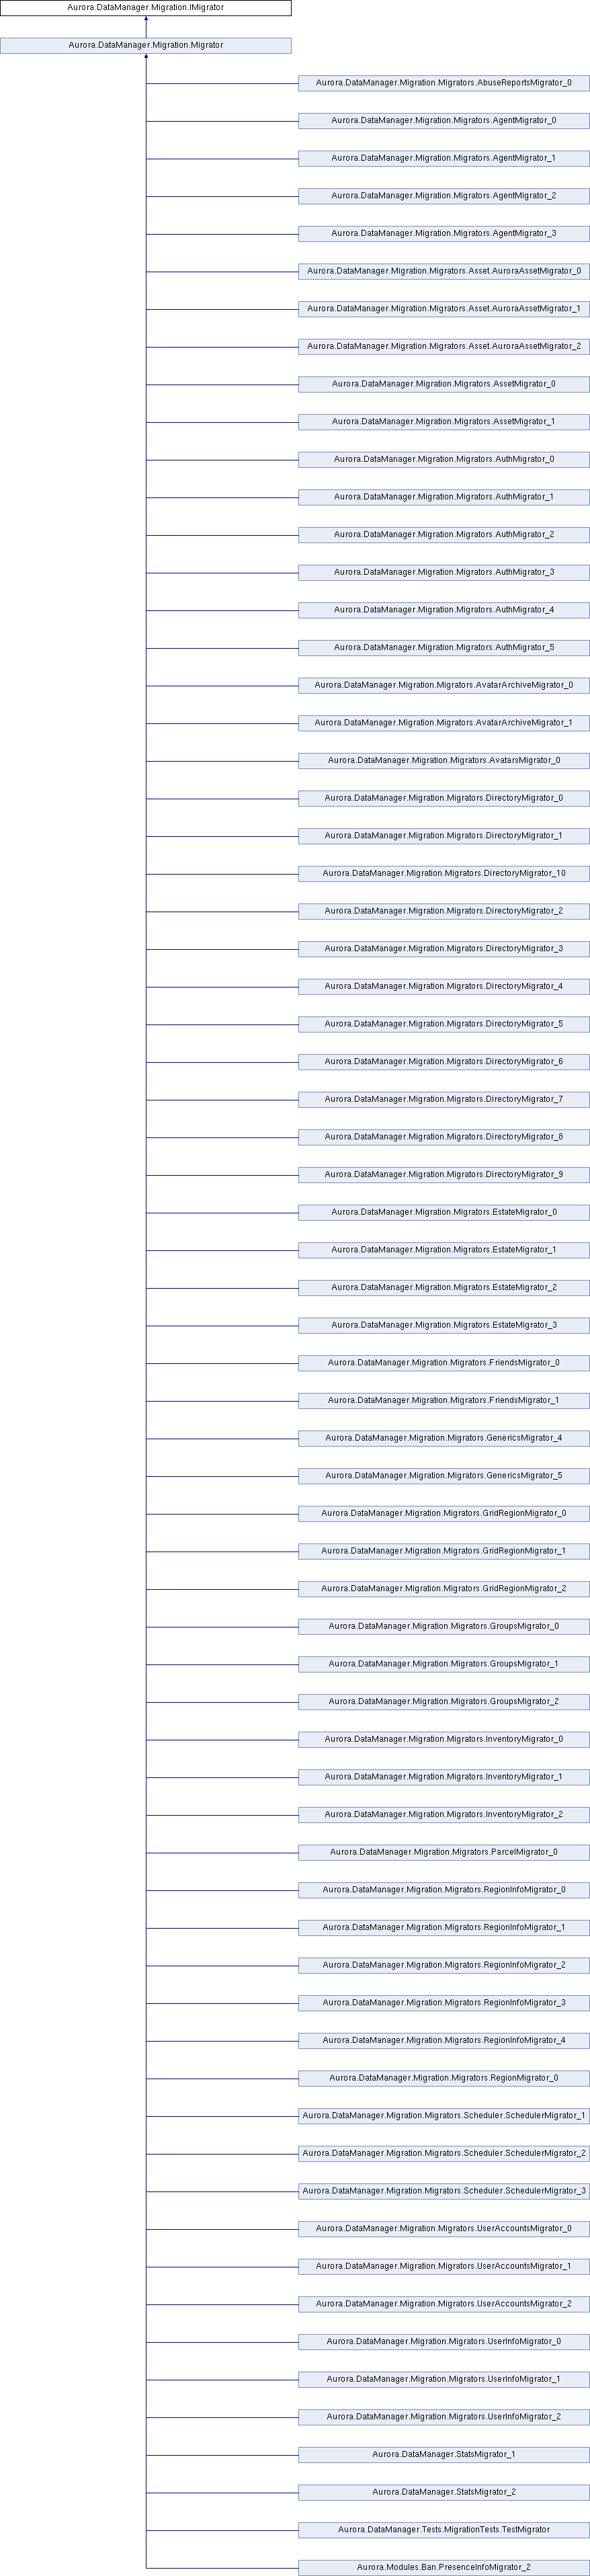 Aurora.DataManager.Migration.IMigrator
Aurora.DataManager.Migration.Migrator
Aurora.DataManager.Migration.Migrators.AbuseReportsMigrator_0
Aurora.DataManager.Migration.Migrators.AgentMigrator_0
Aurora.DataManager.Migration.Migrators.AgentMigrator_1
Aurora.DataManager.Migration.Migrators.AgentMigrator_2
Aurora.DataManager.Migration.Migrators.AgentMigrator_3
Aurora.DataManager.Migration.Migrators.Asset.AuroraAssetMigrator_0
Aurora.DataManager.Migration.Migrators.Asset.AuroraAssetMigrator_1
Aurora.DataManager.Migration.Migrators.Asset.AuroraAssetMigrator_2
Aurora.DataManager.Migration.Migrators.AssetMigrator_0
Aurora.DataManager.Migration.Migrators.AssetMigrator_1
Aurora.DataManager.Migration.Migrators.AuthMigrator_0
Aurora.DataManager.Migration.Migrators.AuthMigrator_1
Aurora.DataManager.Migration.Migrators.AuthMigrator_2
Aurora.DataManager.Migration.Migrators.AuthMigrator_3
Aurora.DataManager.Migration.Migrators.AuthMigrator_4
Aurora.DataManager.Migration.Migrators.AuthMigrator_5
Aurora.DataManager.Migration.Migrators.AvatarArchiveMigrator_0
Aurora.DataManager.Migration.Migrators.AvatarArchiveMigrator_1
Aurora.DataManager.Migration.Migrators.AvatarsMigrator_0
Aurora.DataManager.Migration.Migrators.DirectoryMigrator_0
Aurora.DataManager.Migration.Migrators.DirectoryMigrator_1
Aurora.DataManager.Migration.Migrators.DirectoryMigrator_10
Aurora.DataManager.Migration.Migrators.DirectoryMigrator_2
Aurora.DataManager.Migration.Migrators.DirectoryMigrator_3
Aurora.DataManager.Migration.Migrators.DirectoryMigrator_4
Aurora.DataManager.Migration.Migrators.DirectoryMigrator_5
Aurora.DataManager.Migration.Migrators.DirectoryMigrator_6
Aurora.DataManager.Migration.Migrators.DirectoryMigrator_7
Aurora.DataManager.Migration.Migrators.DirectoryMigrator_8
Aurora.DataManager.Migration.Migrators.DirectoryMigrator_9
Aurora.DataManager.Migration.Migrators.EstateMigrator_0
Aurora.DataManager.Migration.Migrators.EstateMigrator_1
Aurora.DataManager.Migration.Migrators.EstateMigrator_2
Aurora.DataManager.Migration.Migrators.EstateMigrator_3
Aurora.DataManager.Migration.Migrators.FriendsMigrator_0
Aurora.DataManager.Migration.Migrators.FriendsMigrator_1
Aurora.DataManager.Migration.Migrators.GenericsMigrator_4
Aurora.DataManager.Migration.Migrators.GenericsMigrator_5
Aurora.DataManager.Migration.Migrators.GridRegionMigrator_0
Aurora.DataManager.Migration.Migrators.GridRegionMigrator_1
Aurora.DataManager.Migration.Migrators.GridRegionMigrator_2
Aurora.DataManager.Migration.Migrators.GroupsMigrator_0
Aurora.DataManager.Migration.Migrators.GroupsMigrator_1
Aurora.DataManager.Migration.Migrators.GroupsMigrator_2
Aurora.DataManager.Migration.Migrators.InventoryMigrator_0
Aurora.DataManager.Migration.Migrators.InventoryMigrator_1
Aurora.DataManager.Migration.Migrators.InventoryMigrator_2
Aurora.DataManager.Migration.Migrators.ParcelMigrator_0
Aurora.DataManager.Migration.Migrators.RegionInfoMigrator_0
Aurora.DataManager.Migration.Migrators.RegionInfoMigrator_1
Aurora.DataManager.Migration.Migrators.RegionInfoMigrator_2
Aurora.DataManager.Migration.Migrators.RegionInfoMigrator_3
Aurora.DataManager.Migration.Migrators.RegionInfoMigrator_4
Aurora.DataManager.Migration.Migrators.RegionMigrator_0
Aurora.DataManager.Migration.Migrators.Scheduler.SchedulerMigrator_1
Aurora.DataManager.Migration.Migrators.Scheduler.SchedulerMigrator_2
Aurora.DataManager.Migration.Migrators.Scheduler.SchedulerMigrator_3
Aurora.DataManager.Migration.Migrators.UserAccountsMigrator_0
Aurora.DataManager.Migration.Migrators.UserAccountsMigrator_1
Aurora.DataManager.Migration.Migrators.UserAccountsMigrator_2
Aurora.DataManager.Migration.Migrators.UserInfoMigrator_0
Aurora.DataManager.Migration.Migrators.UserInfoMigrator_1
Aurora.DataManager.Migration.Migrators.UserInfoMigrator_2
Aurora.DataManager.StatsMigrator_1
Aurora.DataManager.StatsMigrator_2
Aurora.DataManager.Tests.MigrationTests.TestMigrator
Aurora.Modules.Ban.PresenceInfoMigrator_2